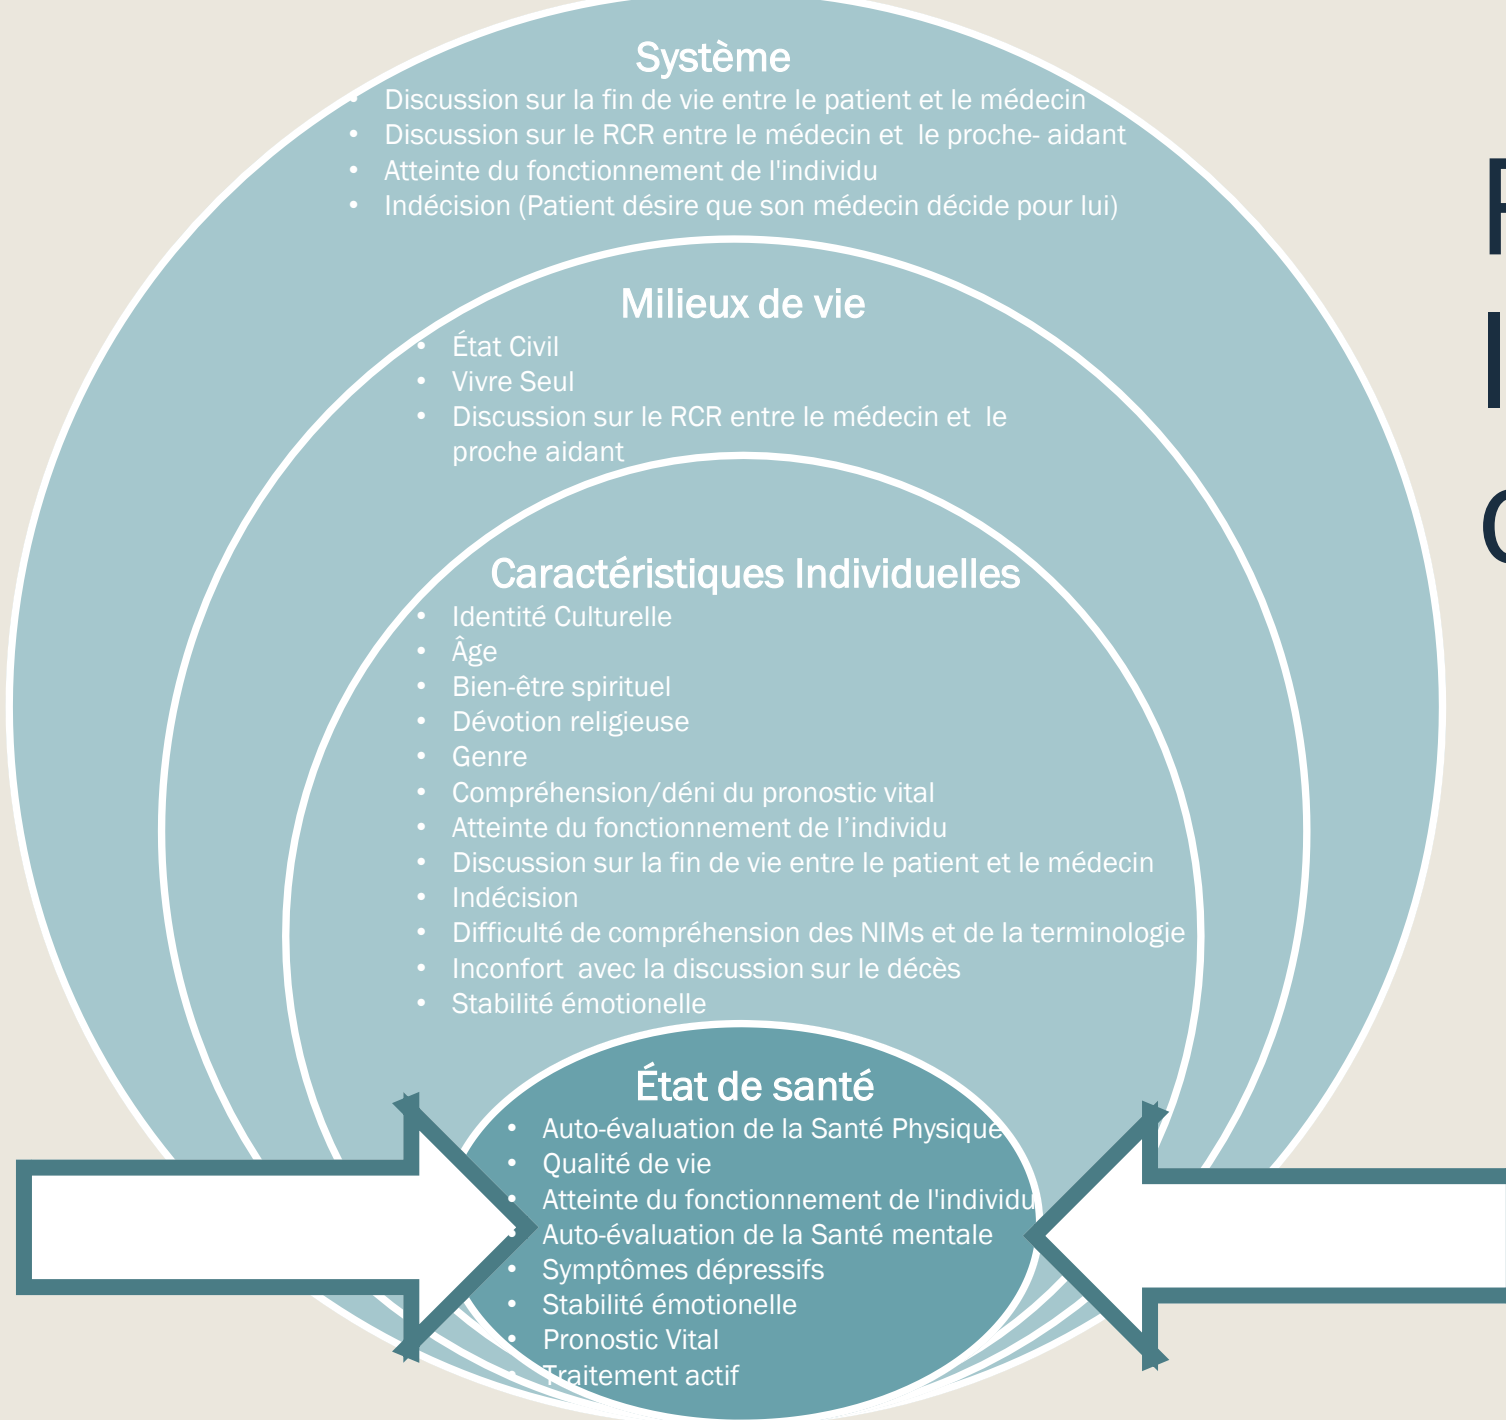 Système
• Discussion sur la fin de vie entre le patient et le médecin
• Discussion sur le RCR entre le médecin et le proche- aidant
• Atteinte du fonctionnement de l'individu
• Indécision (Patient désire que son médecin décide pour lui)
Milieux de vie
• État Civil
• Vivre Seul
• Discussion sur le RCR entre le médecin et le
proche aidant
Caractéristiques Individuelles
• Identité Culturelle
• Âge
• Bien-être spirituel
• Dévotion religieuse
• Genre
• Compréhension/déni du pronostic vital
• Atteinte du fonctionnement de l’individu
• Discussion sur la fin de vie entre le patient et le médecin
• Indécision
• Difficulté de compréhension des NIMs et de la terminologie
• Inconfort avec la discussion sur le décès
• Stabilité émotionelle
État de santé
• Auto-évaluation de la Santé Physique
• Qualité de vie
• Atteinte du fonctionnement de l'individu
• Auto-évaluation de la Santé mentale
• Symptômes dépressifs
• Stabilité émotionelle
• Pronostic Vital
• Traitement actif